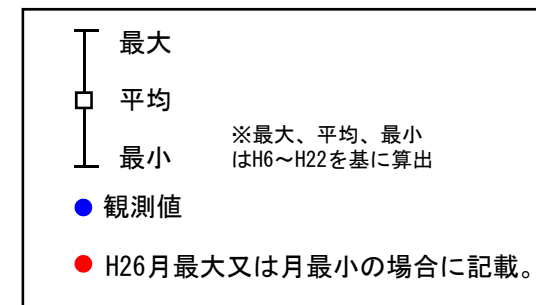 最大
平均
最小
※最大、平均、最小
はH6～H22を基に算出
観測値
H26月最大又は月最小の場合に記載。